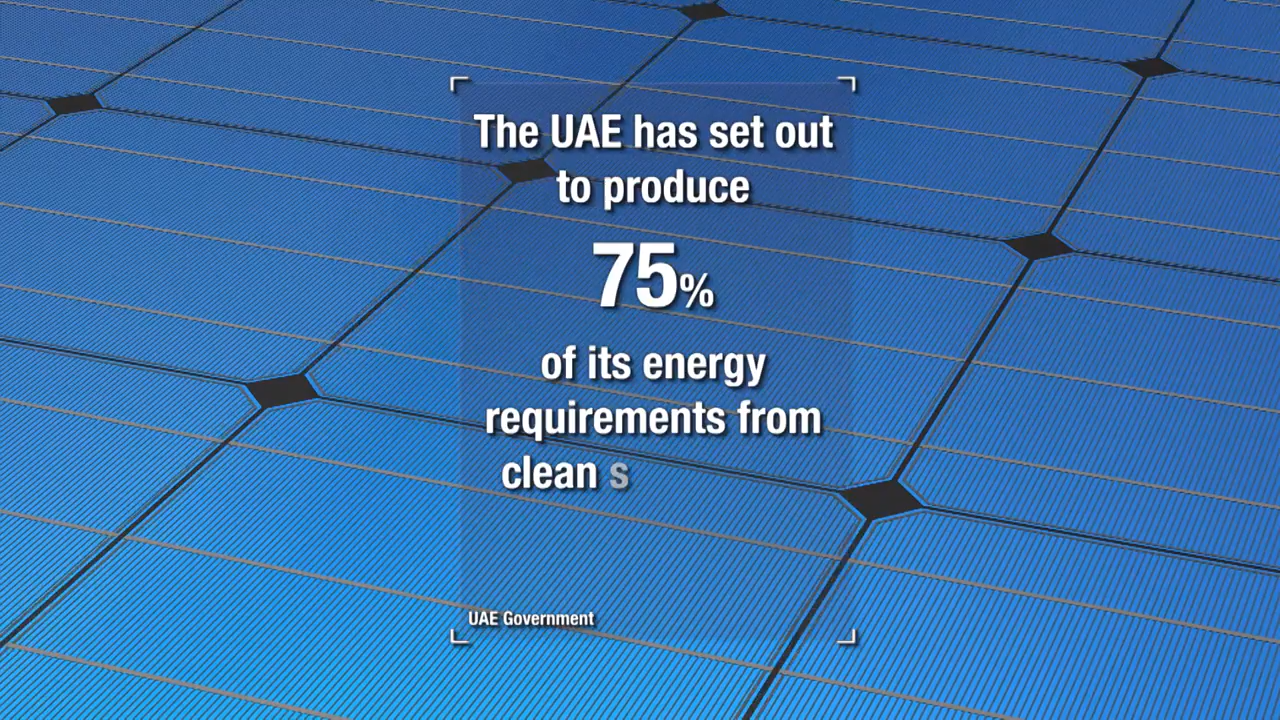 The UAE has set out
to produce
75%
of its energy
requirements from
clean s
UAE Government